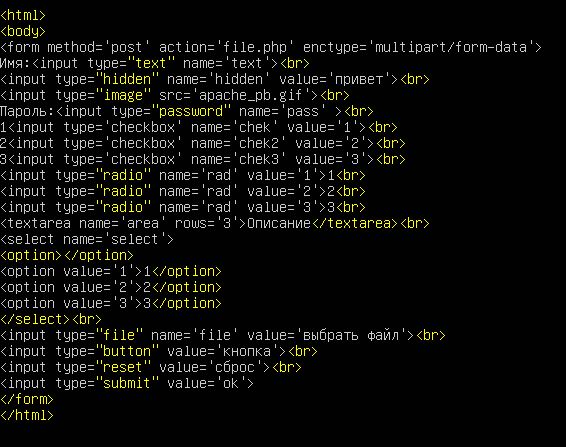 <html>
<body>
<form method='post' action='file.php' enctype='multipart/form-data'>
Имя:<input type="text" name='text'><br>
<input type="hidden" name='hidden' value='привет'><br>
<input type="image" src='apache_pb.gif'><br>
Пароль:<input type="password" name='pass' ><br>
1<input type='checkbox' name='chek' value='1'><br>
2<input type='checkbox' name='chek2' value='2'><br>
3<input type='checkbox' name='chek3' value='3'><br>
<input type="radio" name='rad' value='1'>1<br>
<input type="radio" name='rad' value='2'>2<br>
<input type="radio" name='rad' value='3'>3<br>
<textarea name='area' rows='3'>Описание</textarea><br>
<select name='select'>
<option></option>
<option value='1'>1</option>
<option value='2'>2</option>
<option value='3'>3</option>
</select><br>
<input type="file" name='file' value='выбрать файл'><br>
<input type="button" value='кнопка'><br>
<input type="reset" value='сброс'><br>
<input type="submit" value='ok'>
</form>
</html>